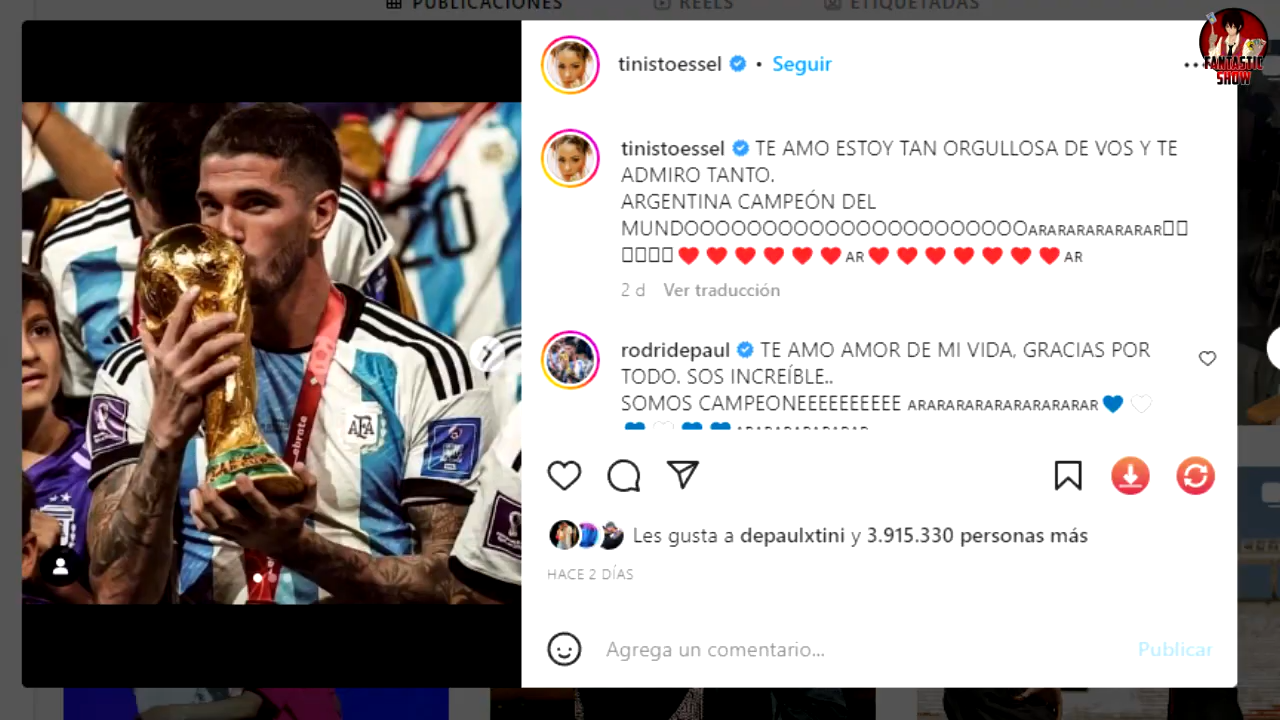 PUBLICACIONES REELS ETIQUETADAS
FANTASTIC
SHOW
tinistoessel • Seguir
tinistoessel TE AMO ESTOY TAN ORGULLOSA DE VOS Y TE
ADMIRO TANTO.
ARGENTINA CAMPEÓN DEL
MUNDOOOOOOOOOOOOOOOOOOOOOOARARARARARARAR
❤️❤️❤️❤️❤️❤️AR❤️❤️❤️❤️❤️❤️❤️AR
2 d Ver traducción
rodridepaul TE AMO AMOR DE MI VIDA, GRACIAS POR
TODO. SOS INCREÍBLE..
SOMOS CAMPEONEEEEEEEEEE ARARARARARARARARARAR💙🤍
💙🤍💙💙ARARARARARARAR
Les gusta a depaulxtini y 3.915.330 personas más
HACE 2 DÍAS
Agrega un comentario...
Publicar
20
AFA